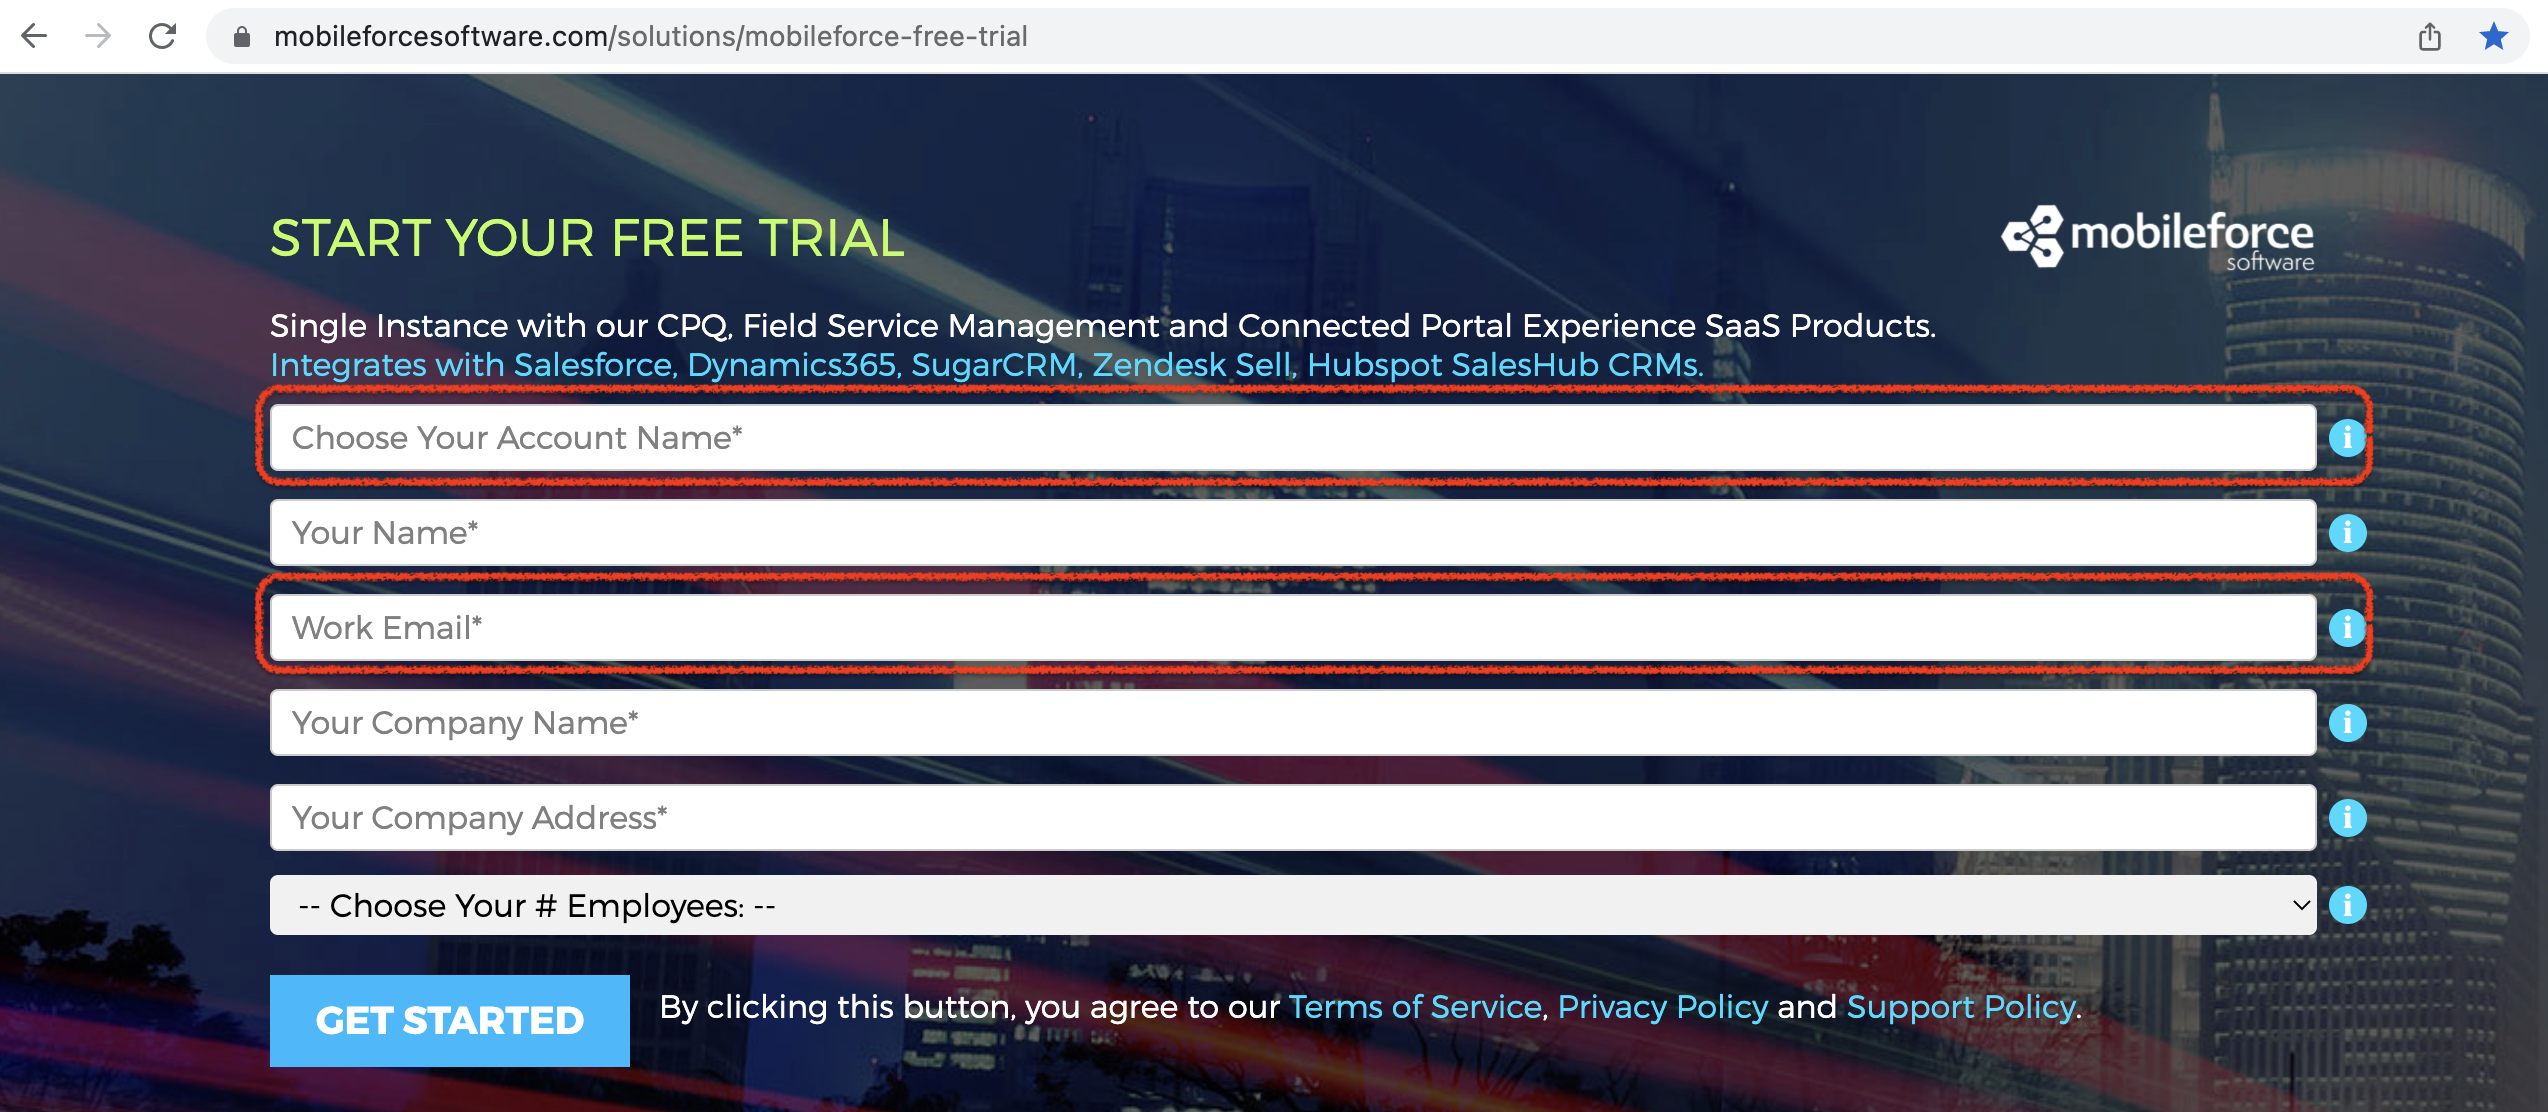 mobileforcesoftware.com/solutions/mobileforce-free-trial
START YOUR FREE TRIAL
mobileforce
software
Single Instance with our CPQ, Field Service Management and Connected Portal Experience SaaS Products.
Integrates with Salesforce, Dynamics365, SugarCRM, Zendesk Sell, Hubspot SalesHub CRMs.
Choose Your Account Name*
i
Your Name*
i
Work Email*
i
Your Company Name*
i
Your Company Address*
i
-- Choose Your # Employees: --
i
GET STARTED
By clicking this button, you agree to our Terms of Service, Privacy Policy and Support Policy.